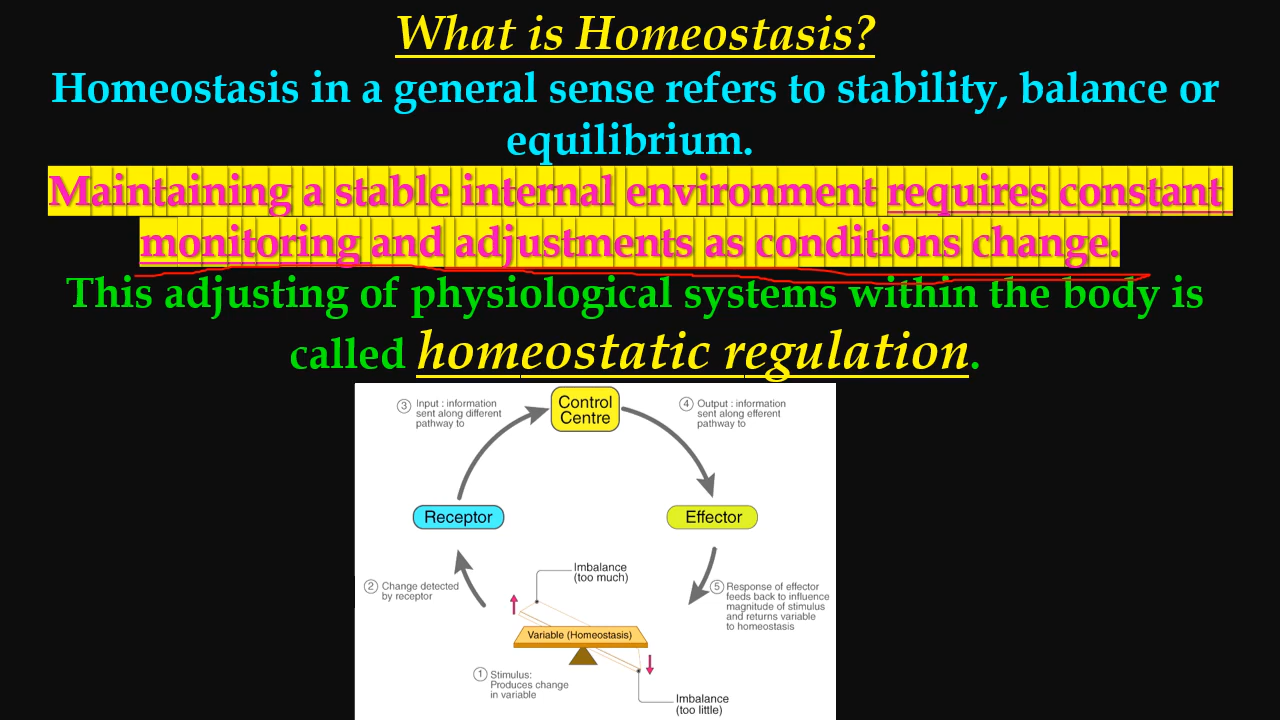 What is Homeostasis?
Homeostasis in a general sense refers to stability, balance or
equilibrium.
Maintaining a stable internal environment requires constant
monitoring and adjustments as conditions change.
This adjusting of physiological systems within the body is
called homeostatic regulation.
3 Input : information
sent along different
pathway to
Control
Centre
4 Output : information
sent along efferent
pathway to
Receptor
Effector
2 Change detected
by receptor
Imbalance
(too much)
5 Response of effector
feeds back to influence
magnitude of stimulus
and returns variable
to homeostasis
Variable (Homeostasis)
1 Stimulus:
Produces change
in variable
Imbalance
(too little)